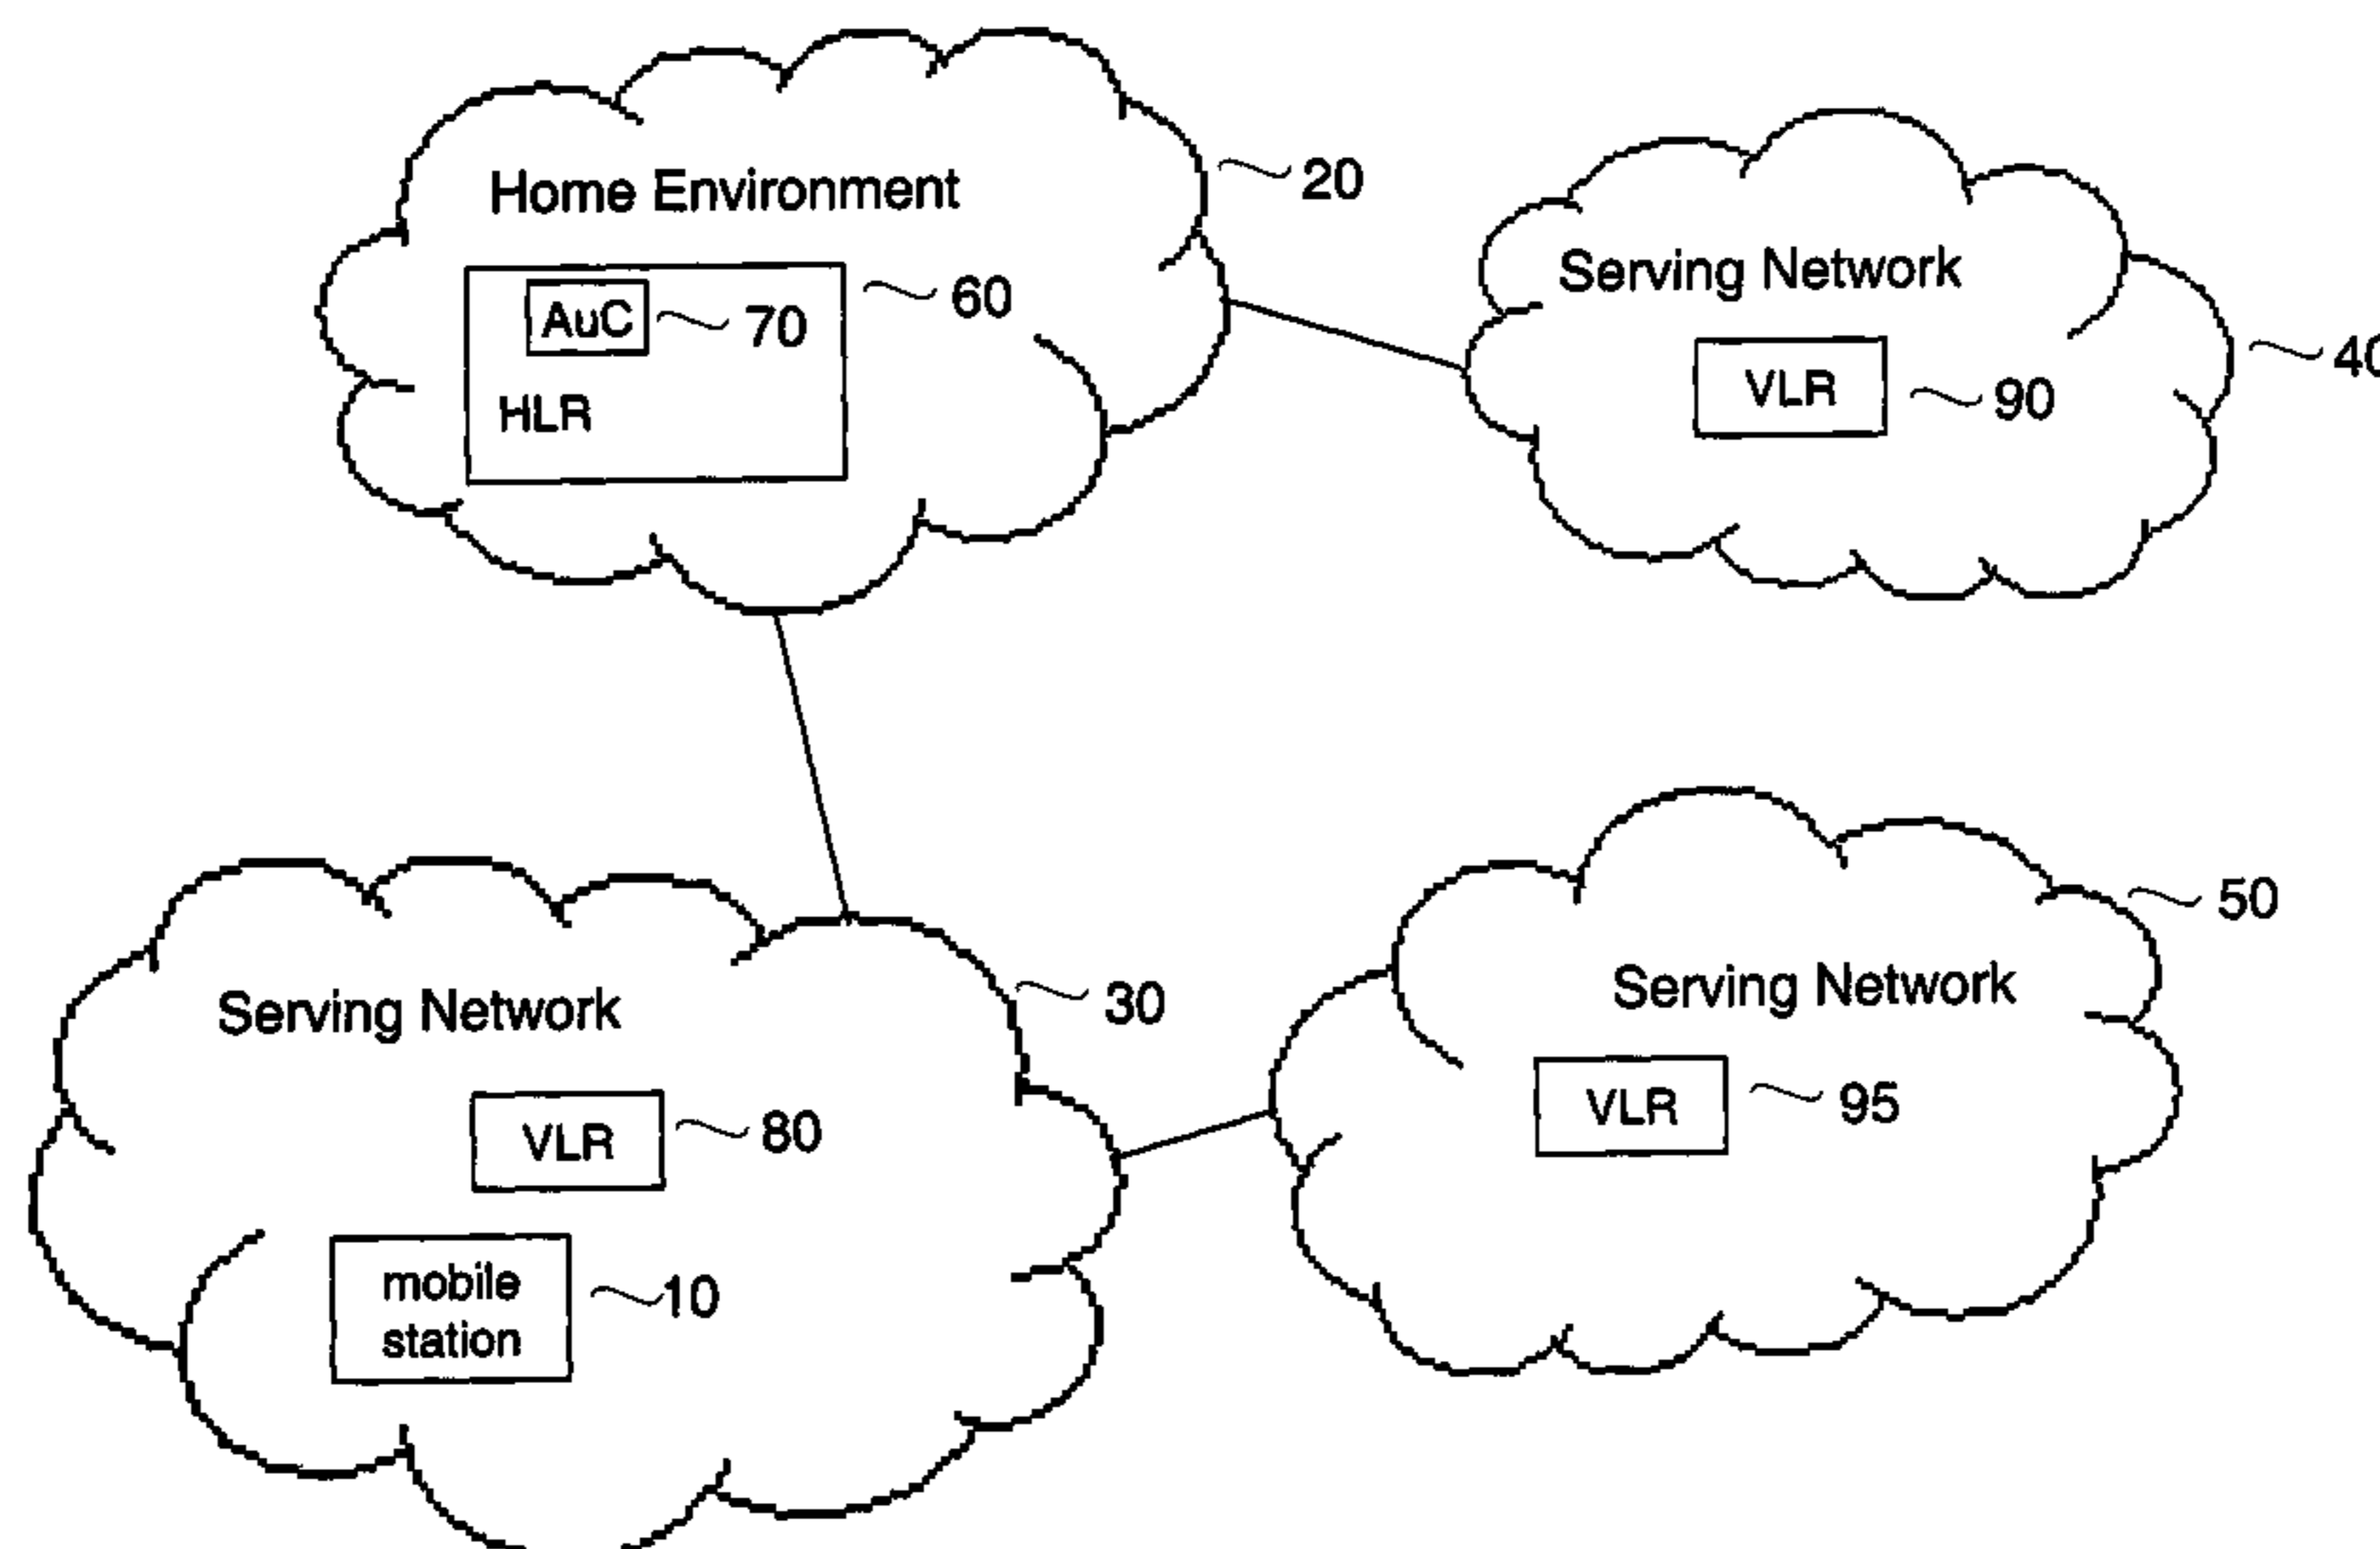 Home Environment
20
AuC
70
60
HLR
Serving Network
40
VLR
90
Serving Network
30
VLR
80
mobile
station
10
Serving Network
50
VLR
95